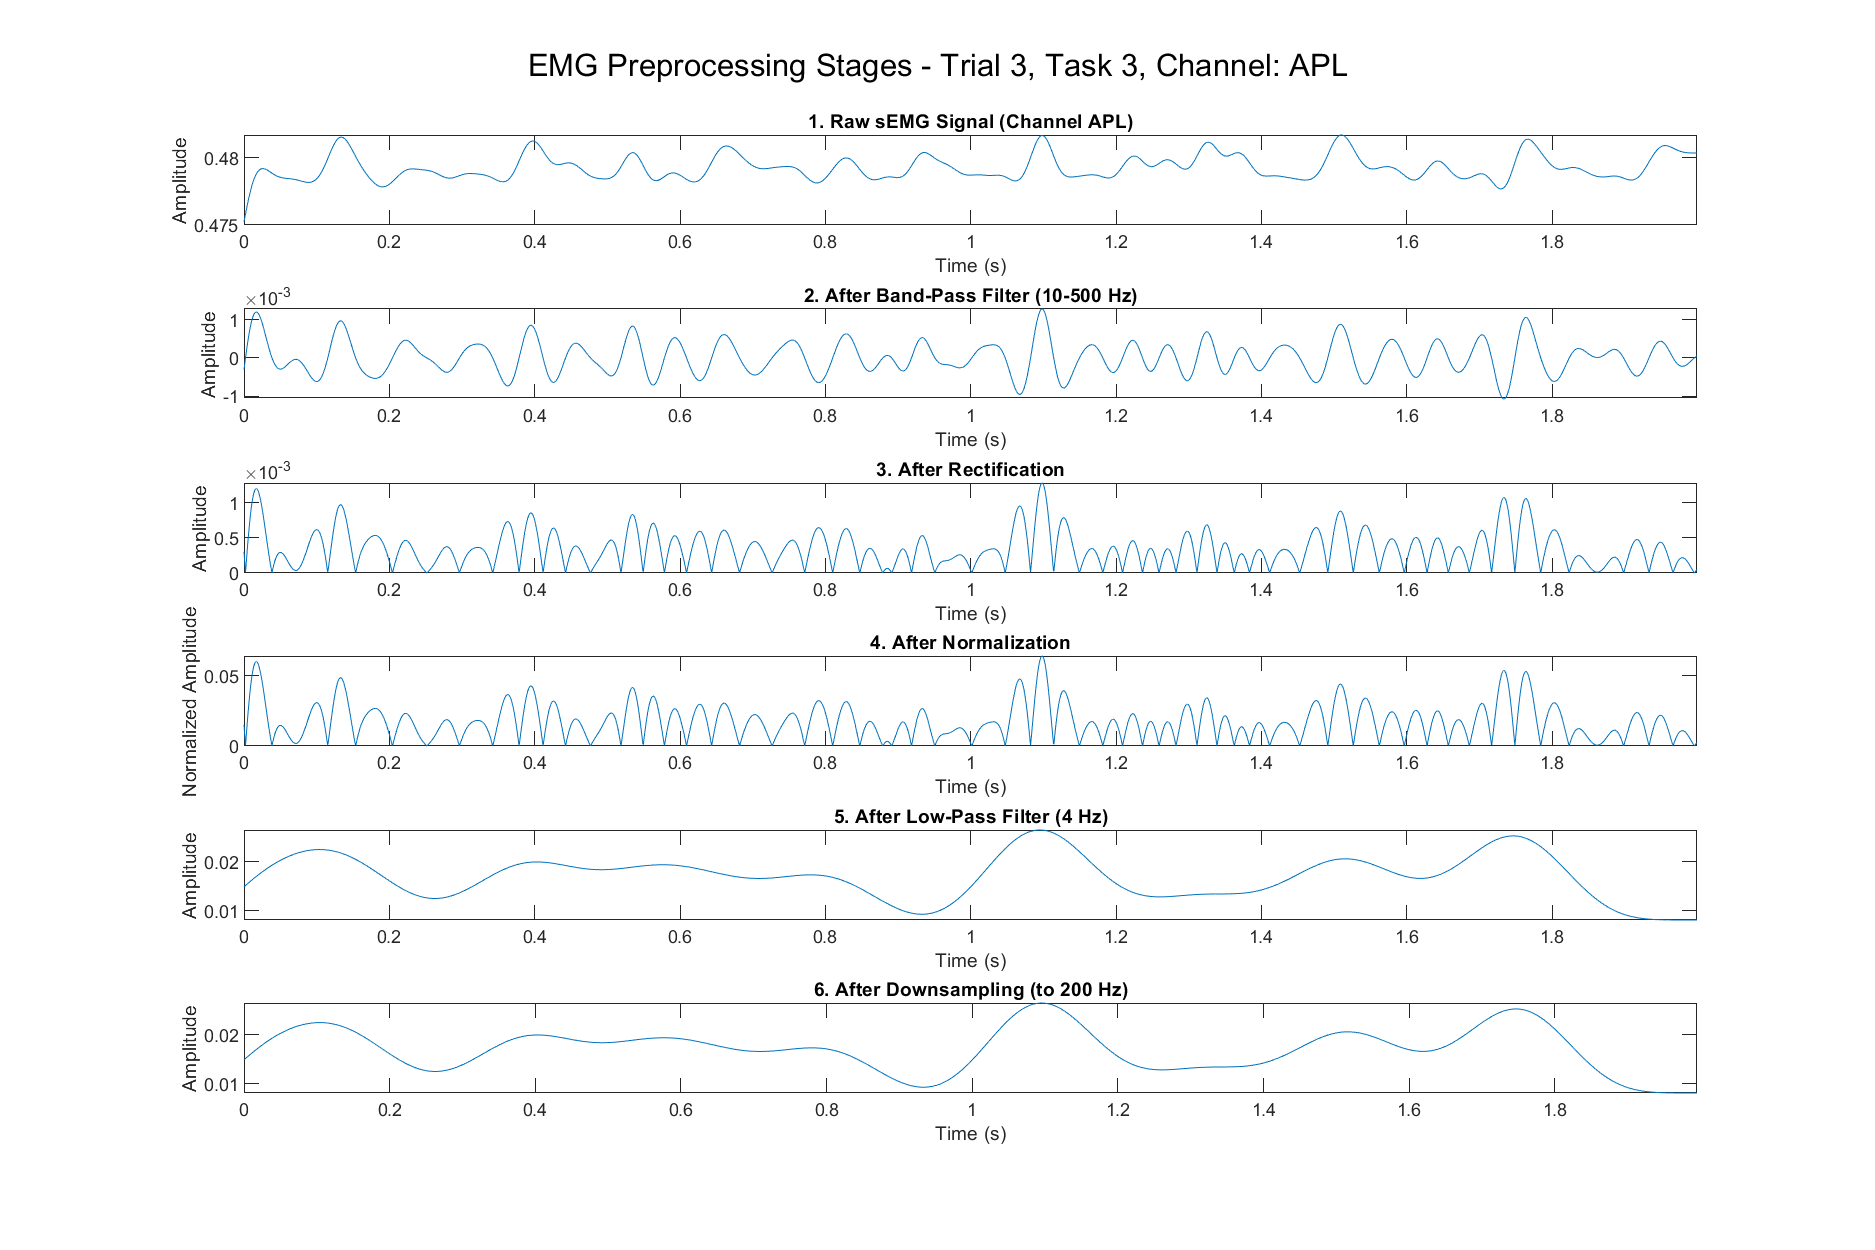 EMG Preprocessing Stages - Trial 3, Task 3, Channel: APL
1. Raw sEMG Signal (Channel APL)
Amplitude
0.48
0.475
0 0.2 0.4 0.6 0.8 1 1.2 1.4 1.6 1.8
Time (s)
×10-3
2. After Band-Pass Filter (10-500 Hz)
Amplitude
1
0
-1
0 0.2 0.4 0.6 0.8 1 1.2 1.4 1.6 1.8
Time (s)
×10-3
3. After Rectification
Amplitude
1
0.5
0
0 0.2 0.4 0.6 0.8 1 1.2 1.4 1.6 1.8
Time (s)
4. After Normalization
Normalized Amplitude
0.05
0
0 0.2 0.4 0.6 0.8 1 1.2 1.4 1.6 1.8
Time (s)
5. After Low-Pass Filter (4 Hz)
Amplitude
0.02
0.01
0 0.2 0.4 0.6 0.8 1 1.2 1.4 1.6 1.8
Time (s)
6. After Downsampling (to 200 Hz)
Amplitude
0.02
0.01
0 0.2 0.4 0.6 0.8 1 1.2 1.4 1.6 1.8
Time (s)